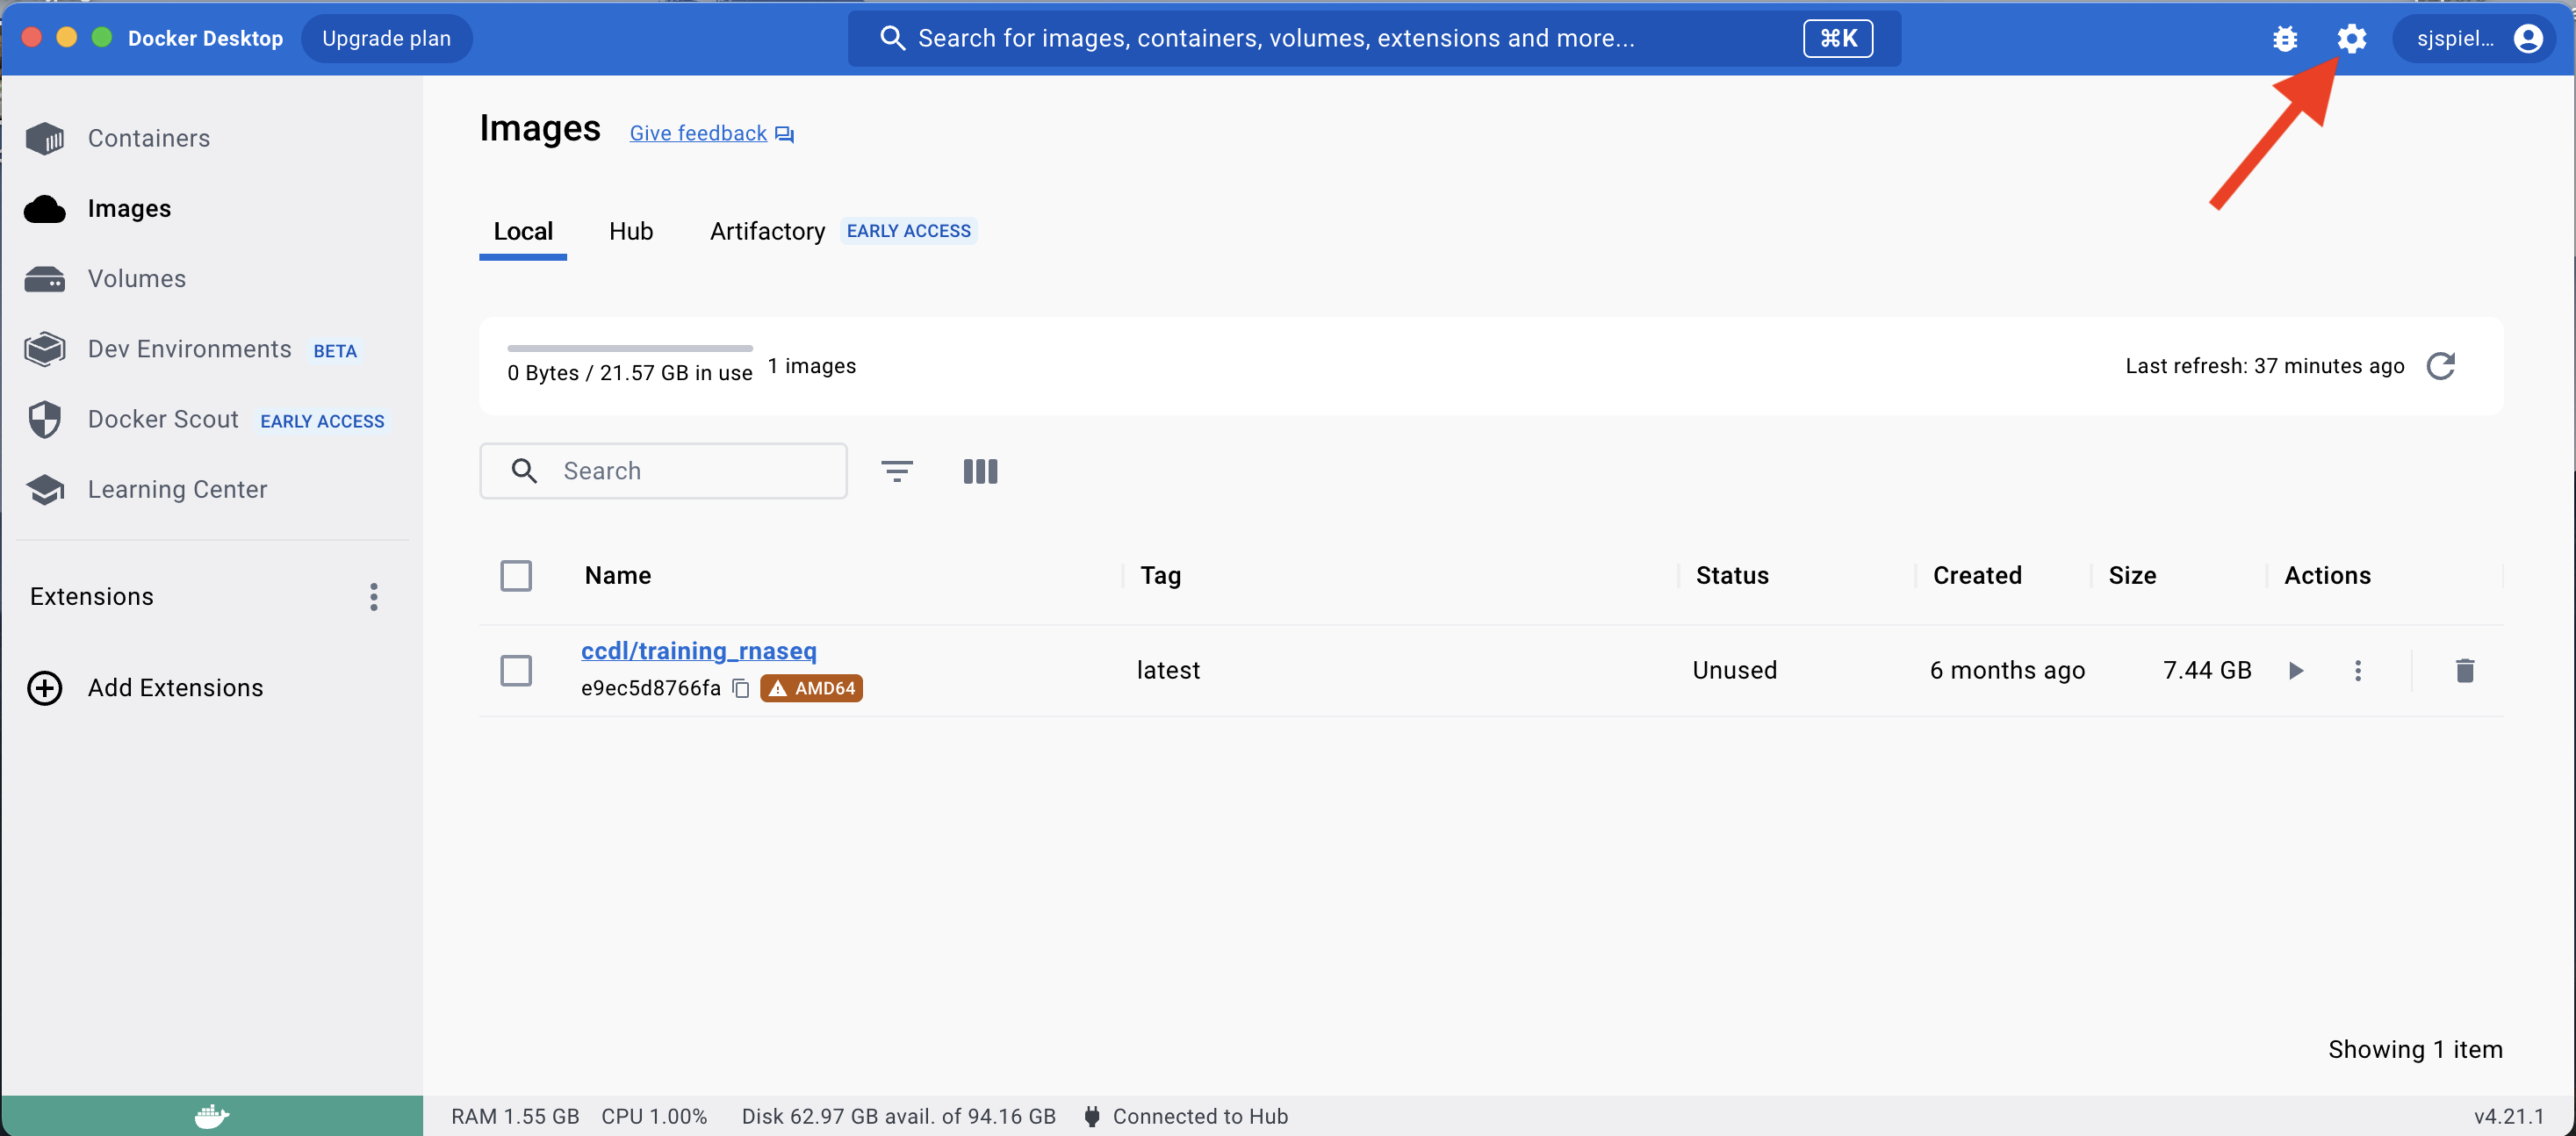 Docker Desktop Upgrade plan Search for images, containers, volumes, extensions and more... ⌘K sjspiel...
Containers
Images
Volumes
Dev Environments BETA
Docker Scout EARLY ACCESS
Learning Center
Extensions
Add Extensions
Images Give feedback
Local Hub Artifactory EARLY ACCESS
0 Bytes / 21.57 GB in use 1 images Last refresh: 37 minutes ago
Search
Name Tag Status Created Size Actions
ccdl/training_rnaseq
e9ec5d8766fa AMD64 latest Unused 6 months ago 7.44 GB
Showing 1 item
RAM 1.55 GB CPU 1.00% Disk 62.97 GB avail. of 94.16 GB Connected to Hub v4.21.1